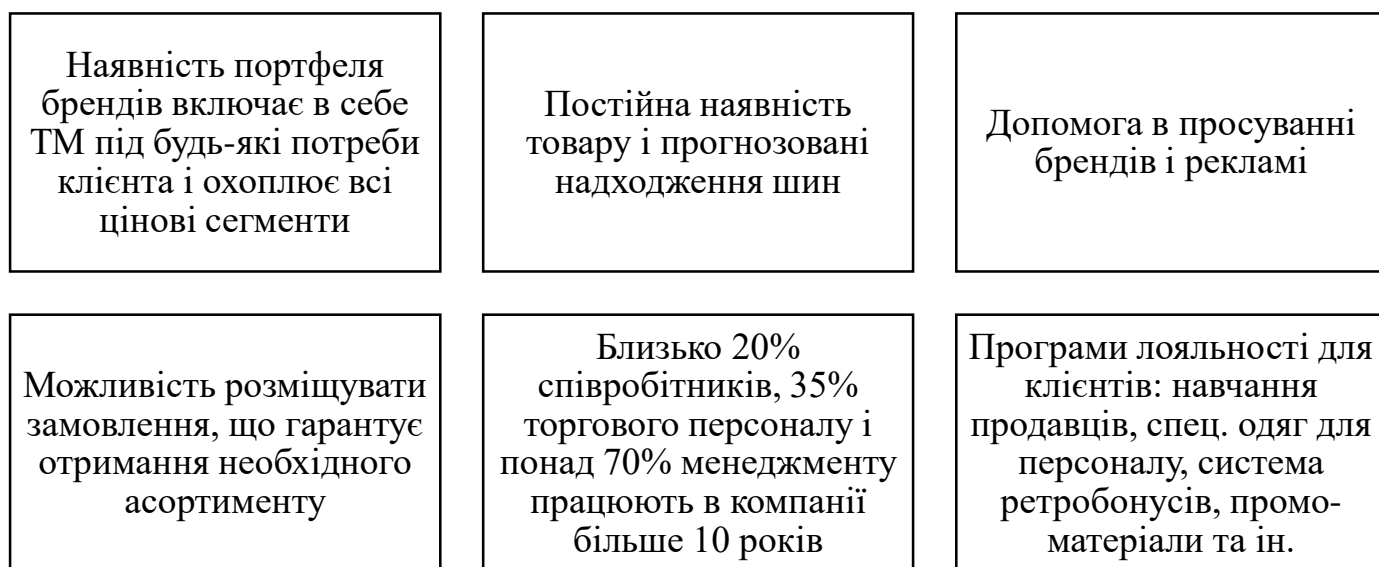 Наявність портфеля
брендів включає в себе
ТМ під будь-які потреби
клієнта і охоплює всі
цінові сегменти
Постійна наявність
товару і прогнозовані
надходження шин
Допомога в просуванні
брендів і рекламі
Можливість розміщувати
замовлення, що гарантує
отримання необхідного
асортименту
Близько 20%
співробітників, 35%
торгового персоналу і
понад 70% менеджменту
працюють в компанії
більше 10 років
Програми лояльності для
клієнтів: навчання
продавців, спец. одяг для
персоналу, система
ретробонусів, промо-
матеріали та ін.